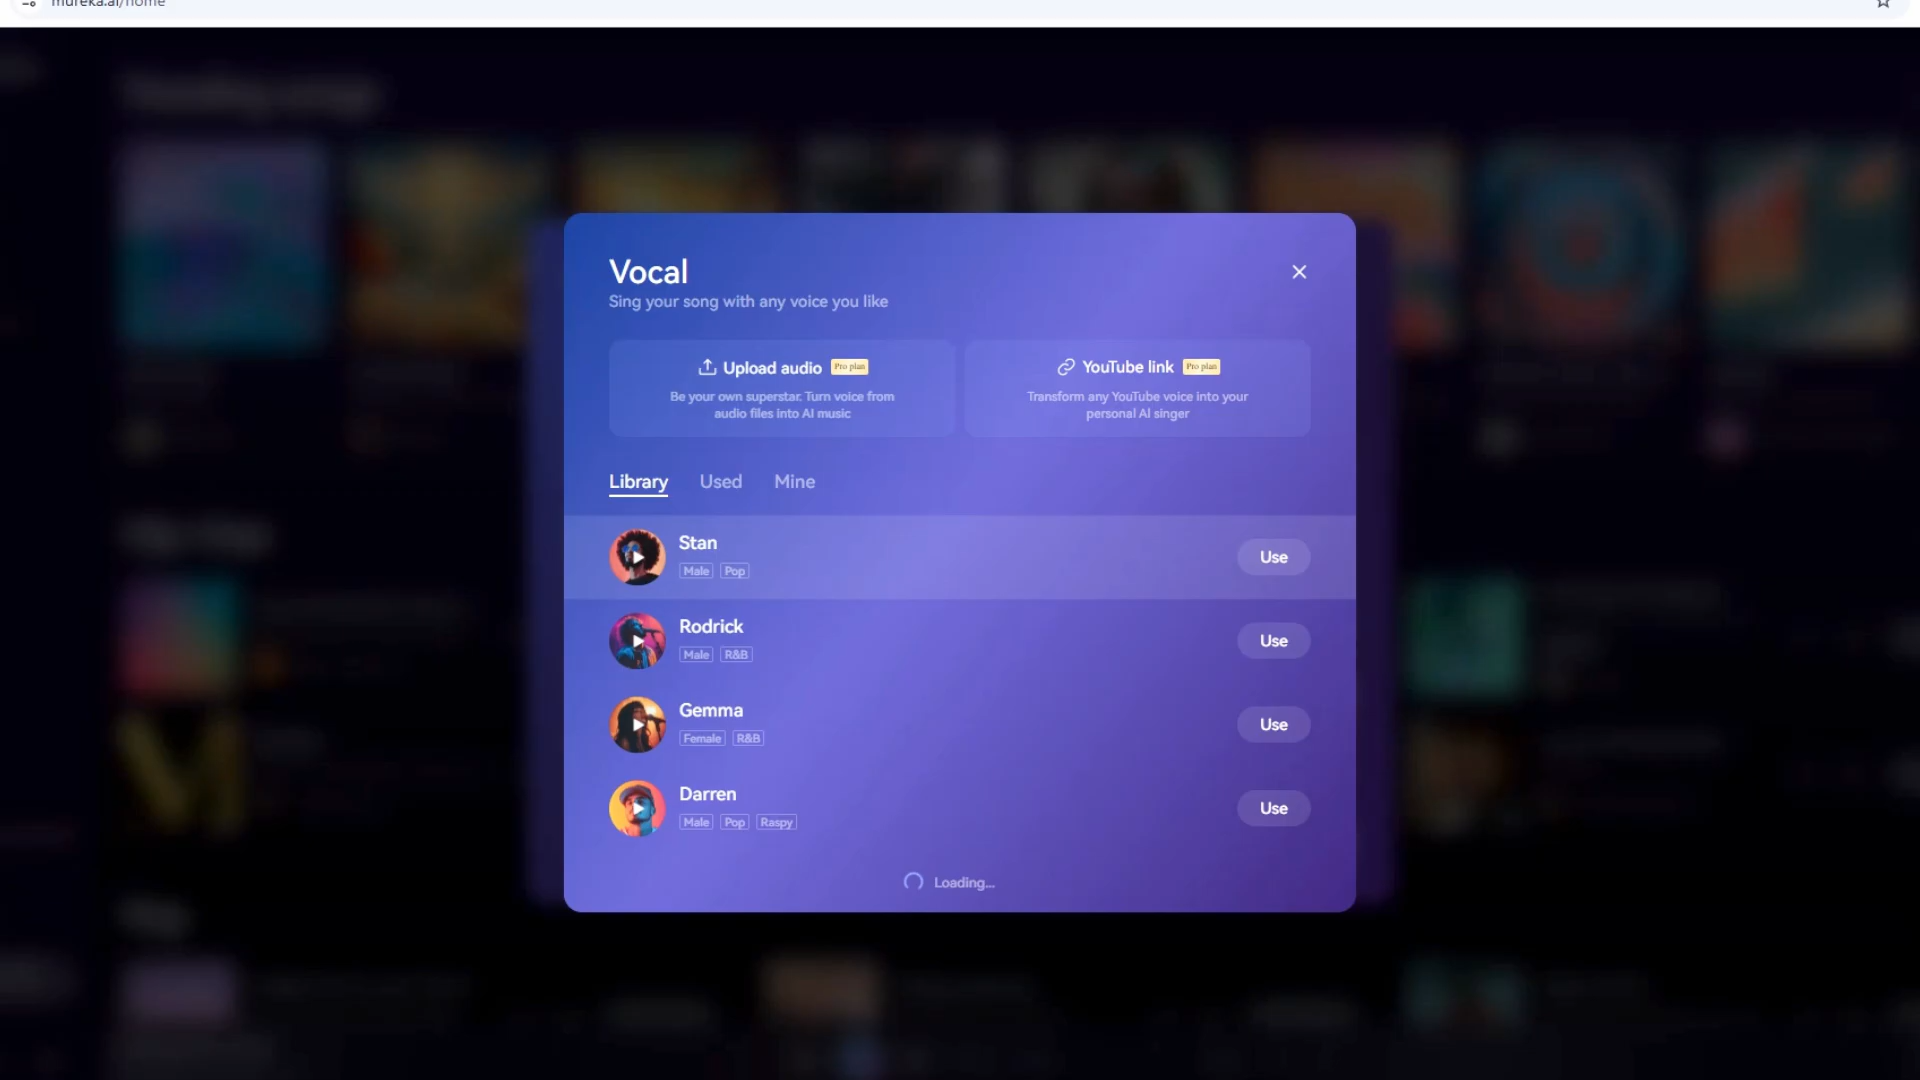 mureka.ai/home
Vocal
Sing your song with any voice you like
Upload audio Pro plan
Be your own superstar. Turn voice from
audio files into AI music
YouTube link Pro plan
Transform any YouTube voice into your
personal AI singer
Library Used Mine
Stan
Male Pop
Use
Rodrick
Male R&B
Use
Gemma
Female R&B
Use
Darren
Male Pop Raspy
Use
Loading...